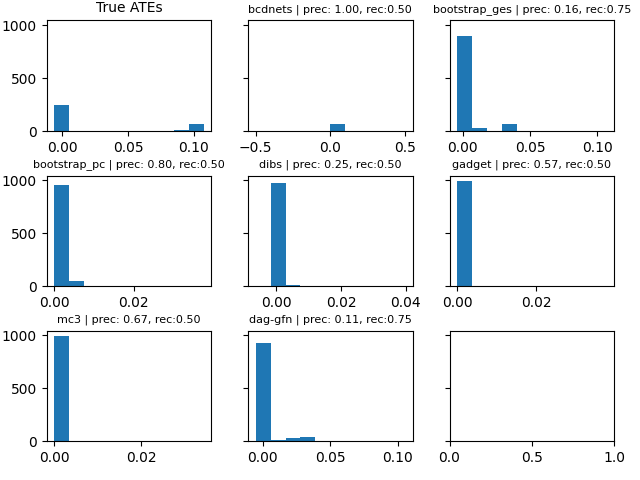 True ATEs
bcdnets | prec: 1.00, rec:0.50
bootstrap_ges | prec: 0.16, rec:0.75
1000
500
0
0.00 0.05 0.10
−0.5 0.0 0.5
0.00 0.05 0.10
bootstrap_pc | prec: 0.80, rec:0.50
dibs | prec: 0.25, rec:0.50
gadget | prec: 0.57, rec:0.50
1000
500
0
0.00 0.02
0.00 0.02 0.04
0.00 0.02
mc3 | prec: 0.67, rec:0.50
dag-gfn | prec: 0.11, rec:0.75
1000
500
0
0.00 0.02
0.00 0.05 0.10
0.0 0.5 1.0